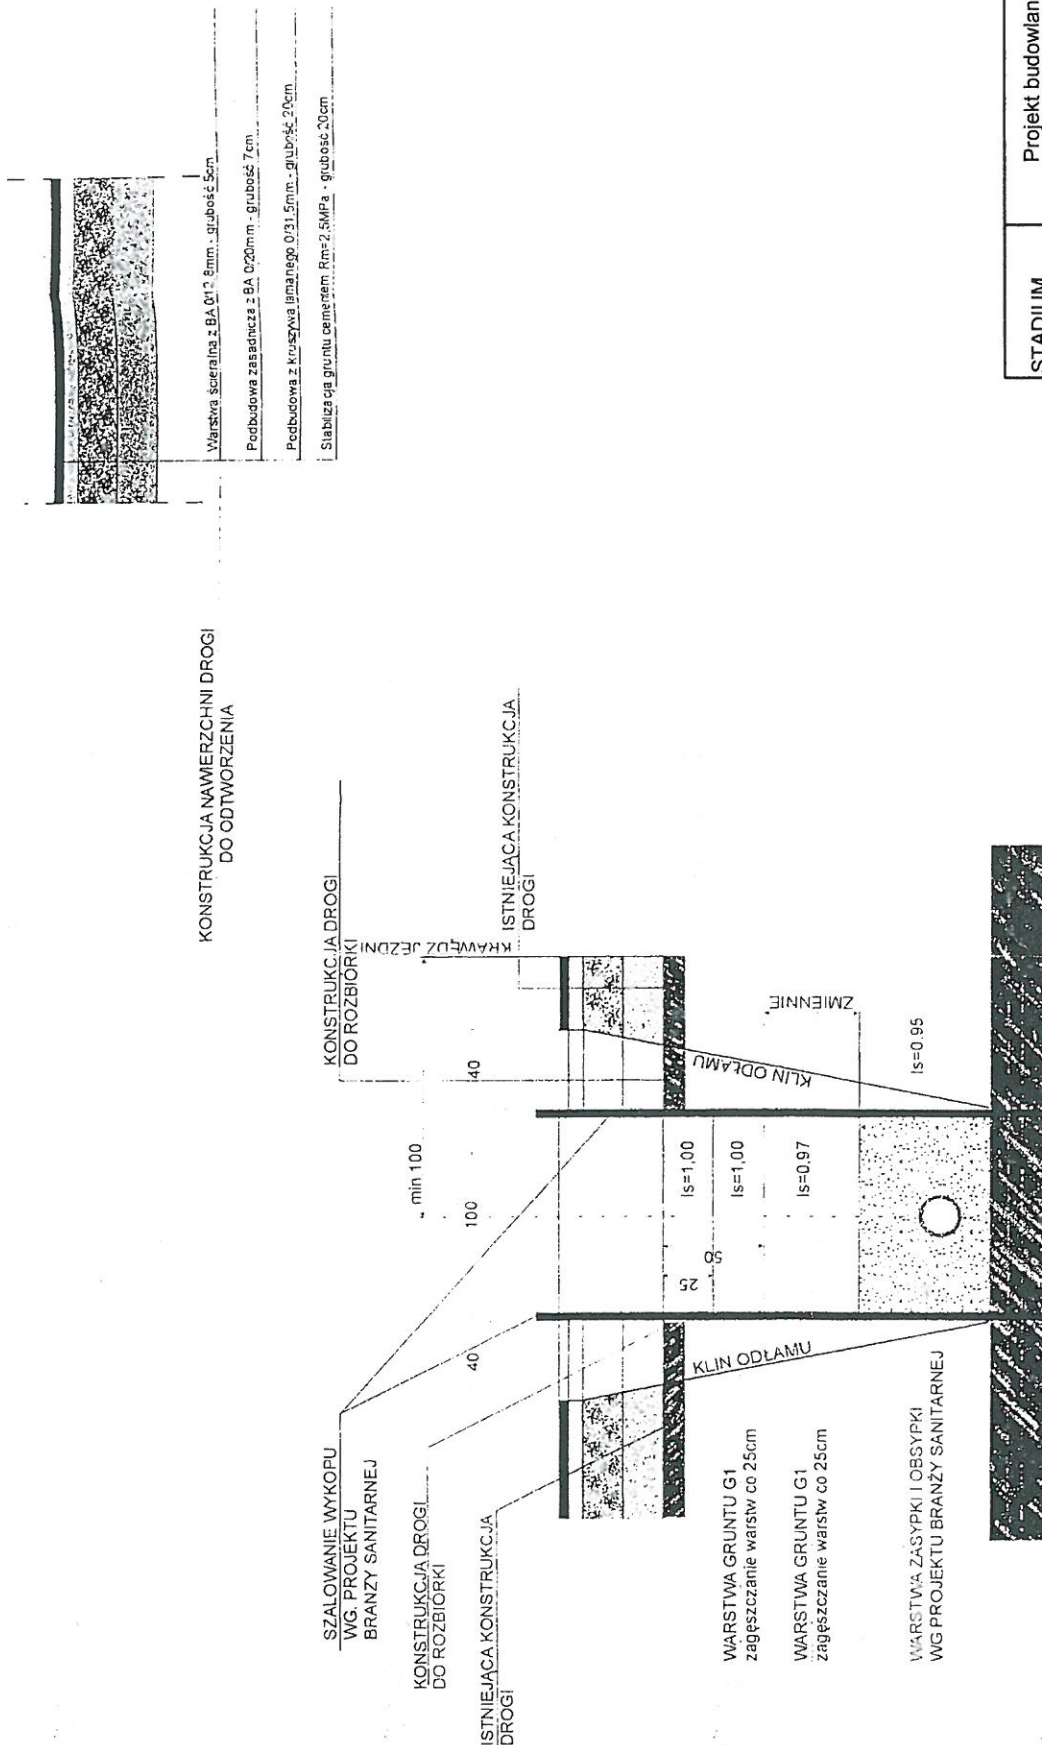 Warstwa ścieralna z BA 0/12,8mm - grubość 5cm
Podbudowa zasadnicza z BA 0/20mm - grubość 7cm
Podbudowa z kruszywa łamanego 0/31,5mm - grubość 20cm
Stabilizacja gruntu cementem Rm=2,5MPa - grubość 20cm
KONSTRUKCJA NAWIERZCHNI DROGI
DO ODTWORZENIA
KONSTRUKCJA DROGI
DO ROZBIÓRKI
KRAWĘDŹ JEZDNI
ISTNIEJĄCA KONSTRUKCJA
DROGI
min 100
40
100
40
SZALOWANIE WYKOPU
WG. PROJEKTU
BRANŻY SANITARNEJ
KONSTRUKCJA DROGI
DO ROZBIÓRKI
ISTNIEJĄCA KONSTRUKCJA
DROGI
KLIN ODŁAMU
KLIN ODŁAMU
25
50
Is=1,00
Is=1,00
Is=0,97
ZMIENNIE
Is=0.95
WARSTWA GRUNTU G1
zagęszczanie warstw co 25cm
WARSTWA GRUNTU G1
zagęszczanie warstw co 25cm
WARSTWA ZASYPKI I OBSYPKI
WG PROJEKTU BRANŻY SANITARNEJ
STADIUM
Projekt budowlan